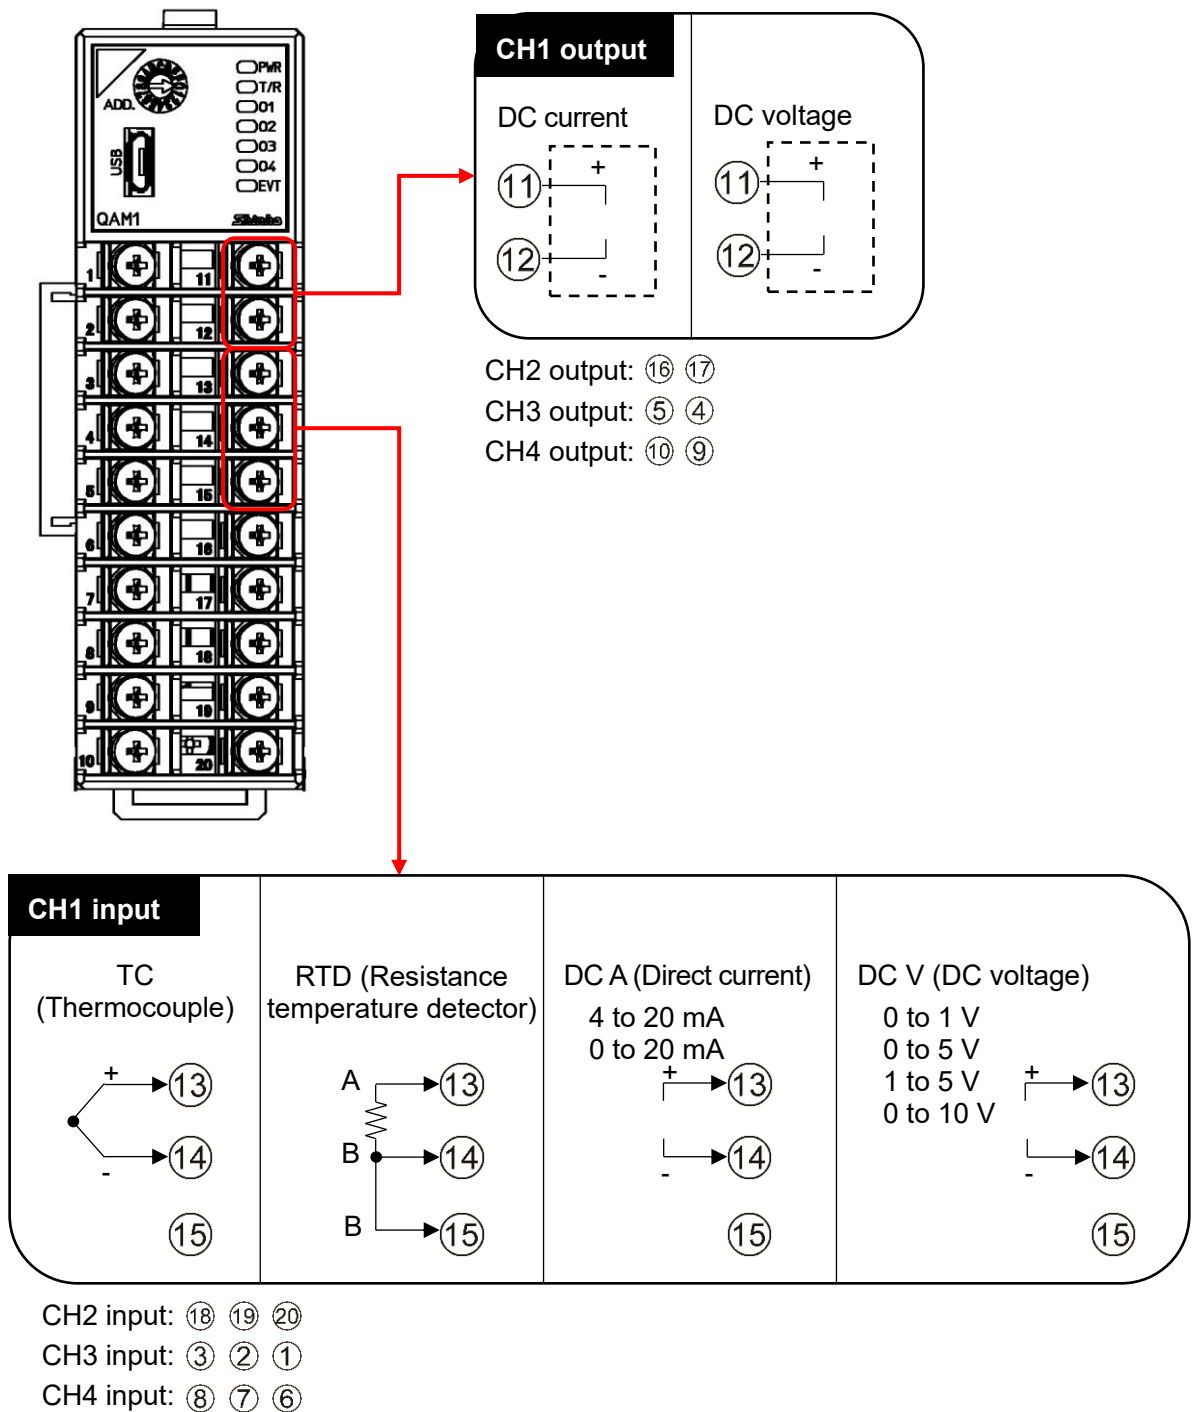 ADD.
USB
PWR
T/R
O1
O2
O3
O4
EVT
QAM1
Shinko
1 11
2 12
3 13
4 14
5 15
6 16
7 17
8 18
9 19
10 20
CH1 output
DC current
+
11
12
-
DC voltage
+
11
12
-
CH2 output: 16 17
CH3 output: 5 4
CH4 output: 10 9
CH1 input
TC
(Thermocouple)
+ 13
- 14
15
RTD (Resistance
temperature detector)
A 13
B 14
B 15
DC A (Direct current)
4 to 20 mA
0 to 20 mA
+ 13
- 14
15
DC V (DC voltage)
0 to 1 V
0 to 5 V
1 to 5 V
0 to 10 V
+ 13
- 14
15
CH2 input: 18 19 20
CH3 input: 3 2 1
CH4 input: 8 7 6